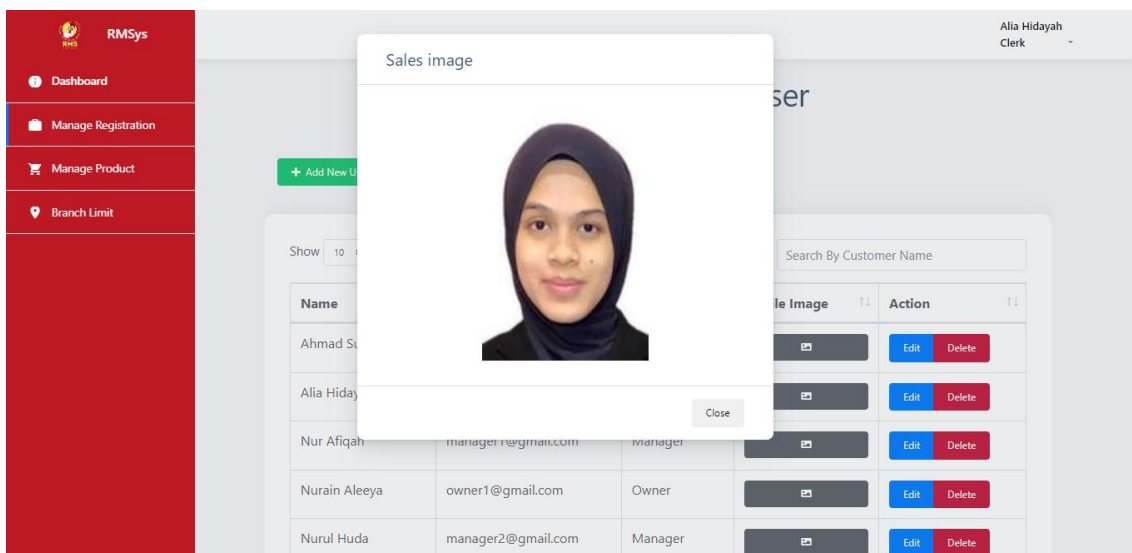 RMS
RMSys
Alia Hidayah
Clerk
Sales image
Dashboard
ser
Manage Registration
Manage Product
+ Add New U
Branch Limit
Show 10
Search By Customer Name
Name
le Image
Action
Ahmad Su
Edit Delete
Alia Hiday
Edit Delete
Close
Nur Afiqah manager1@gmail.com Manager Edit Delete
Nurain Aleeya owner1@gmail.com Owner Edit Delete
Nurul Huda manager2@gmail.com Manager Edit Delete